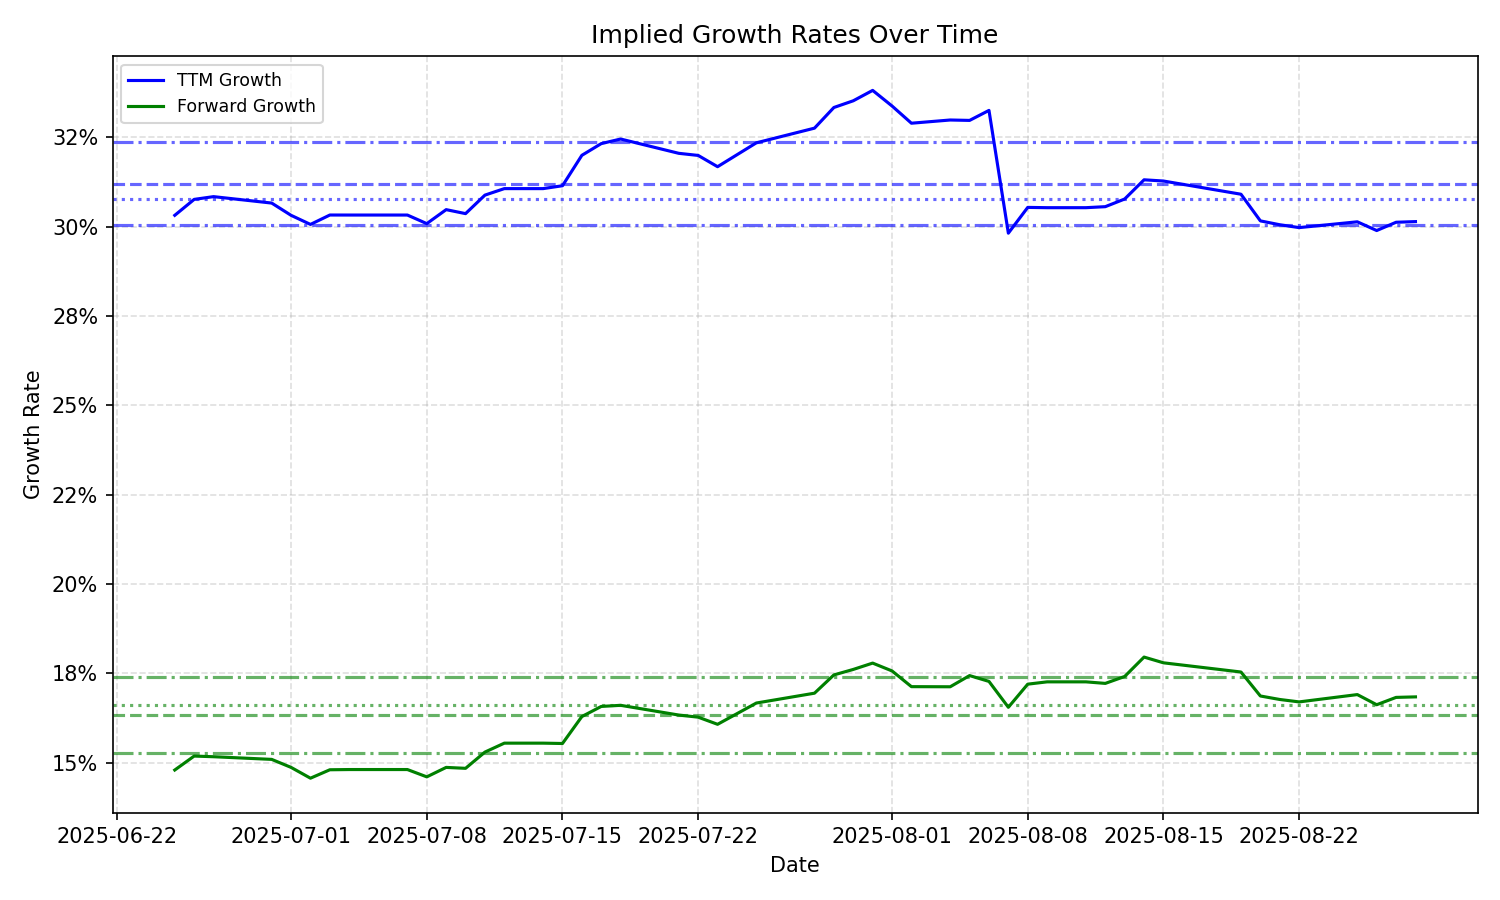 Implied Growth Rates Over Time
TTM Growth
Forward Growth
32%
30%
28%
25%
22%
20%
18%
15%
Growth Rate
2025-06-22 2025-07-01 2025-07-08 2025-07-15 2025-07-22 2025-08-01 2025-08-08 2025-08-15 2025-08-22
Date